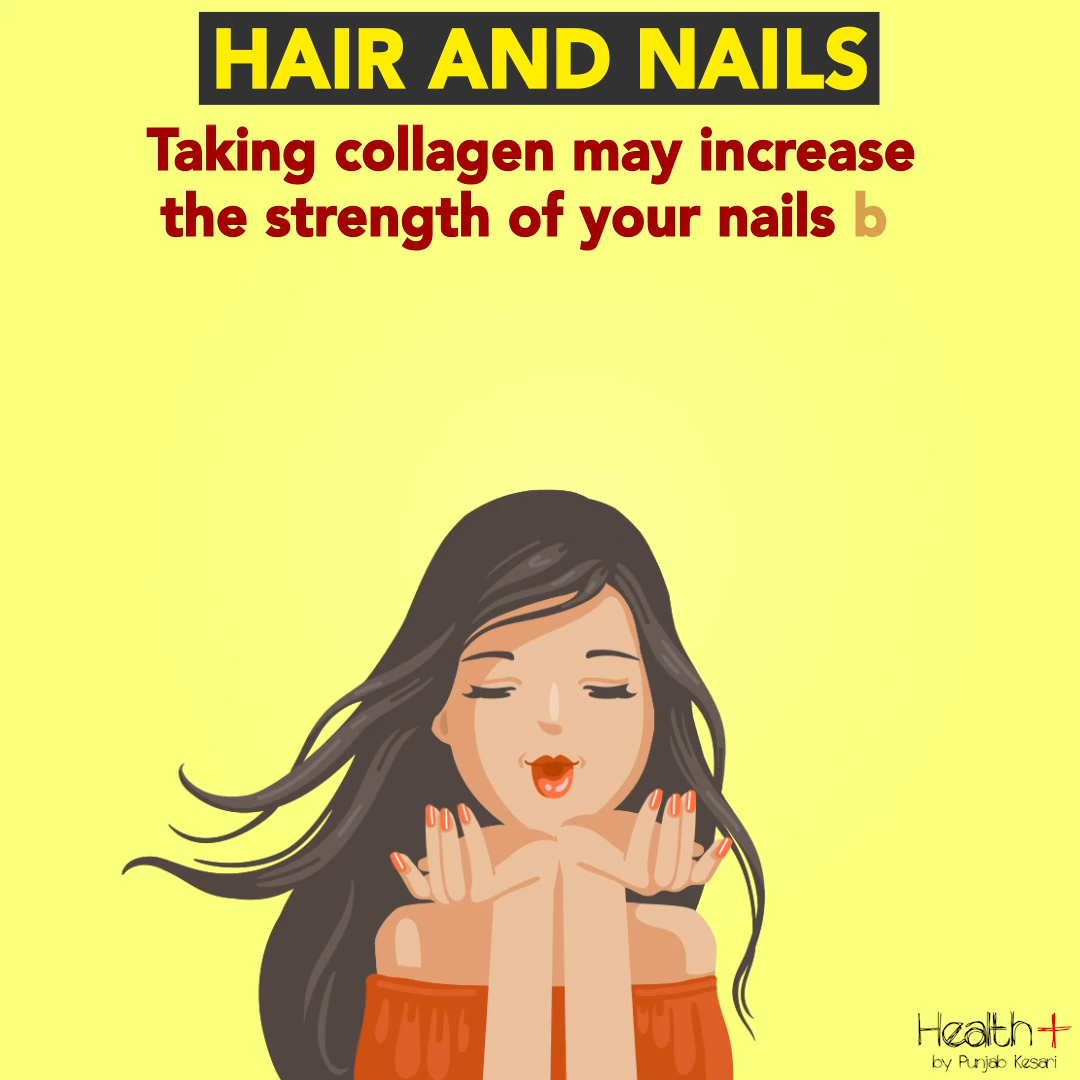 HAIR AND NAILS
Taking collagen may increase
the strength of your nails b
Health+
by Punjab Kesari